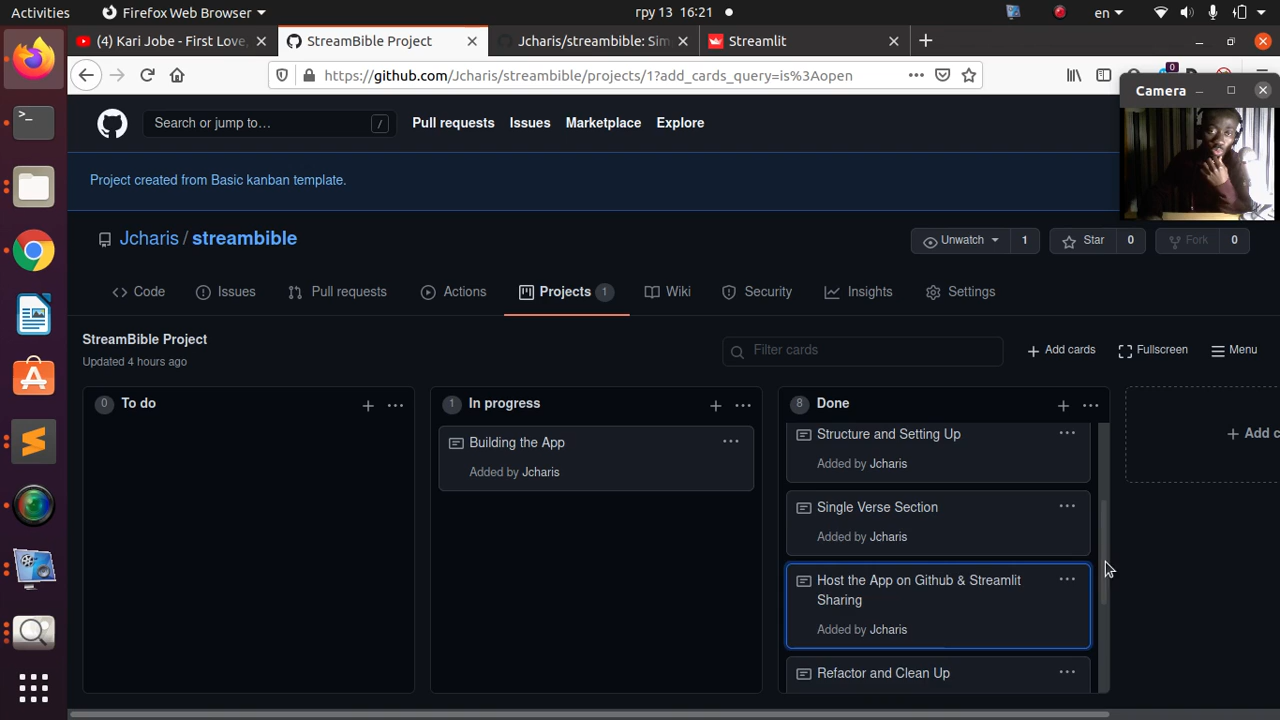 Activities
Firefox Web Browser
гру 13 16:21
en
(4) Kari Jobe - First Love,
StreamBible Project
Jcharis/streambible: Sim
Streamlit
https://github.com/Jcharis/streambible/projects/1?add_cards_query=is%3Aopen
0
Camera
Search or jump to…
/
Pull requests
Issues
Marketplace
Explore
Project created from Basic kanban template.
Jcharis / streambible
Unwatch
1
Star
0
Fork
0
Code
Issues
Pull requests
Actions
Projects 1
Wiki
Security
Insights
Settings
StreamBible Project
Updated 4 hours ago
Filter cards
+ Add cards
Fullscreen
Menu
0 To do
1 In progress
Building the App
Added by Jcharis
8 Done
Structure and Setting Up
Added by Jcharis
Single Verse Section
Added by Jcharis
Host the App on Github & Streamlit
Sharing
Added by Jcharis
Refactor and Clean Up
+ Add c